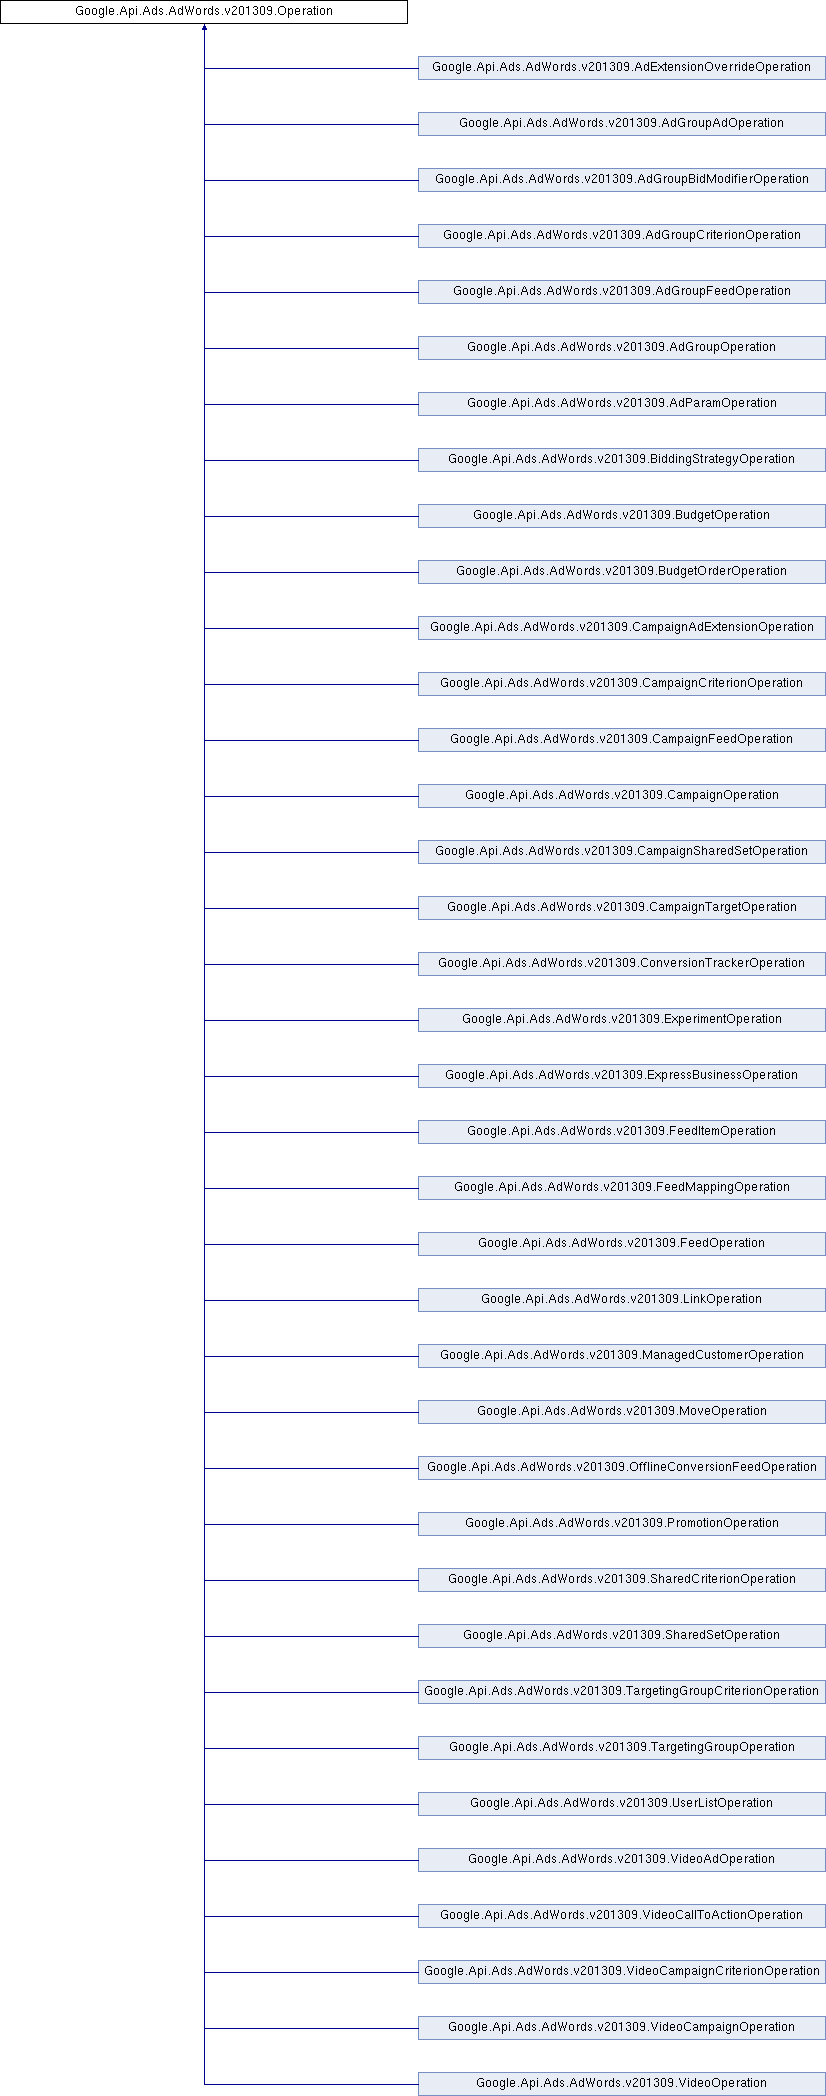 Google.Api.Ads.AdWords.v201309.Operation
Google.Api.Ads.AdWords.v201309.AdExtensionOverrideOperation
Google.Api.Ads.AdWords.v201309.AdGroupAdOperation
Google.Api.Ads.AdWords.v201309.AdGroupBidModifierOperation
Google.Api.Ads.AdWords.v201309.AdGroupCriterionOperation
Google.Api.Ads.AdWords.v201309.AdGroupFeedOperation
Google.Api.Ads.AdWords.v201309.AdGroupOperation
Google.Api.Ads.AdWords.v201309.AdParamOperation
Google.Api.Ads.AdWords.v201309.BiddingStrategyOperation
Google.Api.Ads.AdWords.v201309.BudgetOperation
Google.Api.Ads.AdWords.v201309.BudgetOrderOperation
Google.Api.Ads.AdWords.v201309.CampaignAdExtensionOperation
Google.Api.Ads.AdWords.v201309.CampaignCriterionOperation
Google.Api.Ads.AdWords.v201309.CampaignFeedOperation
Google.Api.Ads.AdWords.v201309.CampaignOperation
Google.Api.Ads.AdWords.v201309.CampaignSharedSetOperation
Google.Api.Ads.AdWords.v201309.CampaignTargetOperation
Google.Api.Ads.AdWords.v201309.ConversionTrackerOperation
Google.Api.Ads.AdWords.v201309.ExperimentOperation
Google.Api.Ads.AdWords.v201309.ExpressBusinessOperation
Google.Api.Ads.AdWords.v201309.FeedItemOperation
Google.Api.Ads.AdWords.v201309.FeedMappingOperation
Google.Api.Ads.AdWords.v201309.FeedOperation
Google.Api.Ads.AdWords.v201309.LinkOperation
Google.Api.Ads.AdWords.v201309.ManagedCustomerOperation
Google.Api.Ads.AdWords.v201309.MoveOperation
Google.Api.Ads.AdWords.v201309.OfflineConversionFeedOperation
Google.Api.Ads.AdWords.v201309.PromotionOperation
Google.Api.Ads.AdWords.v201309.SharedCriterionOperation
Google.Api.Ads.AdWords.v201309.SharedSetOperation
Google.Api.Ads.AdWords.v201309.TargetingGroupCriterionOperation
Google.Api.Ads.AdWords.v201309.TargetingGroupOperation
Google.Api.Ads.AdWords.v201309.UserListOperation
Google.Api.Ads.AdWords.v201309.VideoAdOperation
Google.Api.Ads.AdWords.v201309.VideoCallToActionOperation
Google.Api.Ads.AdWords.v201309.VideoCampaignCriterionOperation
Google.Api.Ads.AdWords.v201309.VideoCampaignOperation
Google.Api.Ads.AdWords.v201309.VideoOperation